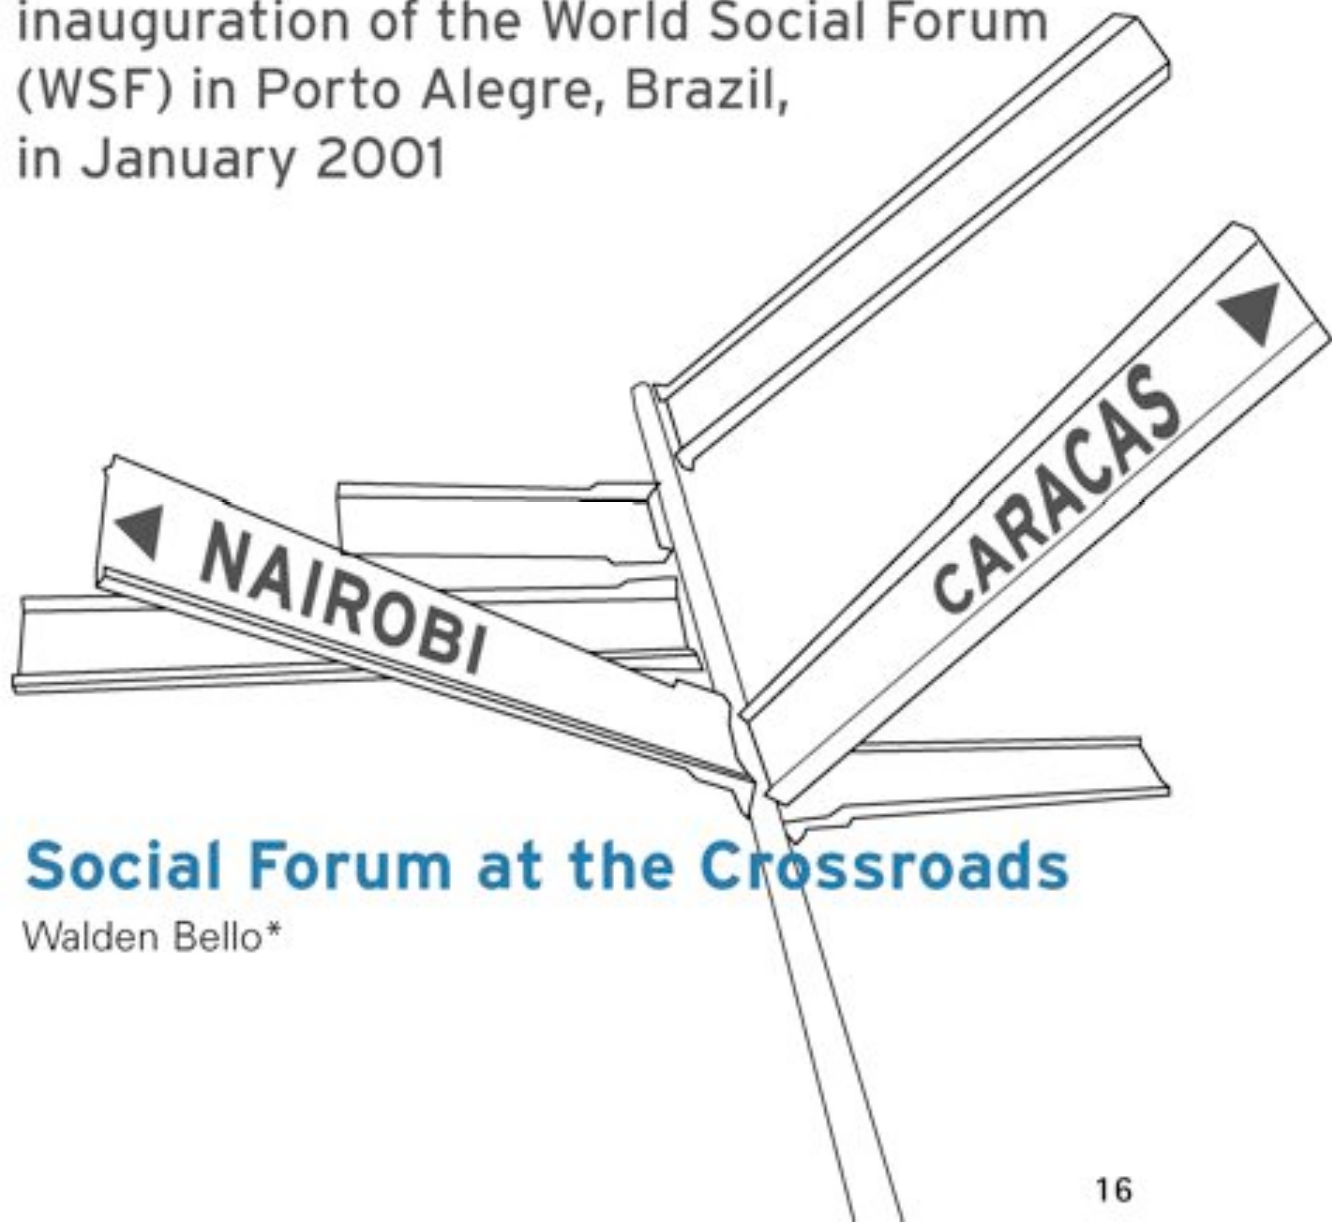 inauguration of the World Social Forum
(WSF) in Porto Alegre, Brazil,
in January 2001
CARACAS
NAIROBI
Social Forum at the Crossroads
Walden Bello*
16